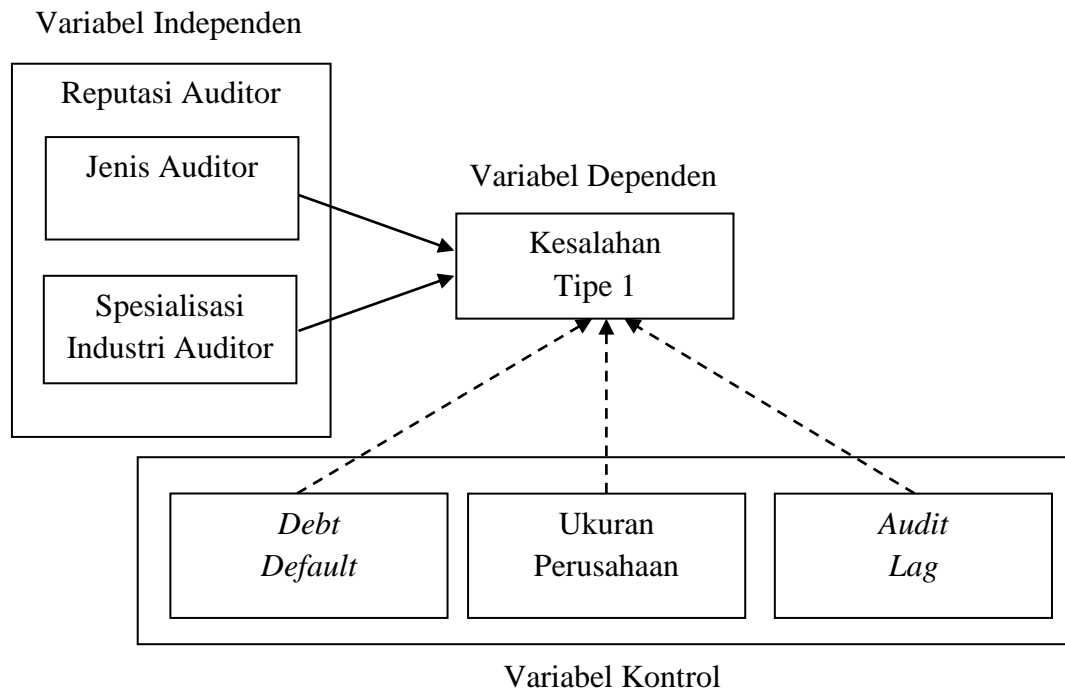 Variabel Independen
Reputasi Auditor
Jenis Auditor
Spesialisasi
Industri Auditor
Variabel Dependen
Kesalahan
Tipe 1
Debt
Default
Ukuran
Perusahaan
Audit
Lag
Variabel Kontrol